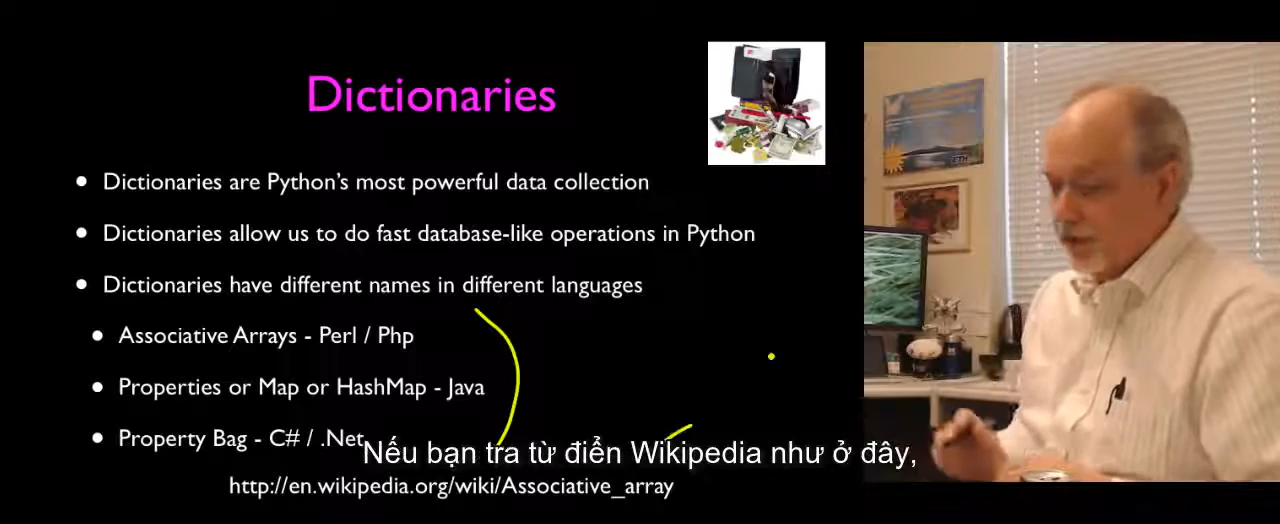 Dictionaries
• Dictionaries are Python's most powerful data collection
• Dictionaries allow us to do fast database-like operations in Python
• Dictionaries have different names in different languages
• Associative Arrays - Perl / Php
• Properties or Map or HashMap - Java
• Property Bag - C# / .Net
Nếu bạn tra từ điển Wikipedia như ở đây,
http://en.wikipedia.org/wiki/Associative_array